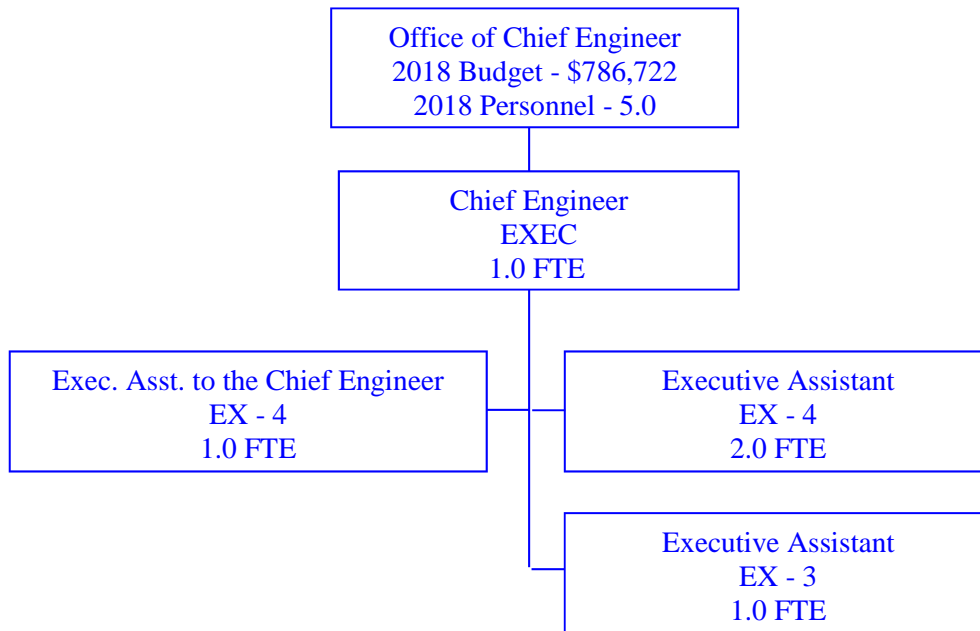 Office of Chief Engineer
2018 Budget - $786,722
2018 Personnel - 5.0
Chief Engineer
EXEC
1.0 FTE
Exec. Asst. to the Chief Engineer
EX - 4
1.0 FTE
Executive Assistant
EX - 4
2.0 FTE
Executive Assistant
EX - 3
1.0 FTE